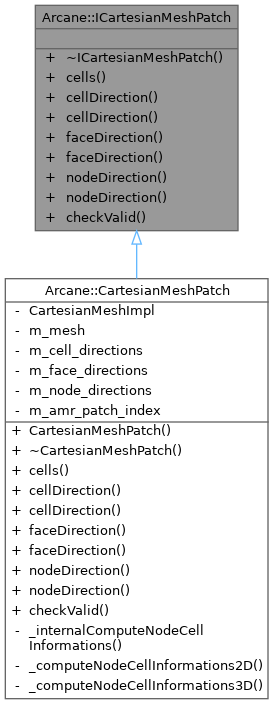 Arcane::ICartesianMeshPatch
+ ~ICartesianMeshPatch()
+ cells()
+ cellDirection()
+ cellDirection()
+ faceDirection()
+ faceDirection()
+ nodeDirection()
+ nodeDirection()
+ checkValid()
Arcane::CartesianMeshPatch
- CartesianMeshImpl
- m_mesh
- m_cell_directions
- m_face_directions
- m_node_directions
- m_amr_patch_index
+ CartesianMeshPatch()
+ ~CartesianMeshPatch()
+ cells()
+ cellDirection()
+ cellDirection()
+ faceDirection()
+ faceDirection()
+ nodeDirection()
+ nodeDirection()
+ checkValid()
- _internalComputeNodeCell
Informations()
- _computeNodeCellInformations2D()
- _computeNodeCellInformations3D()